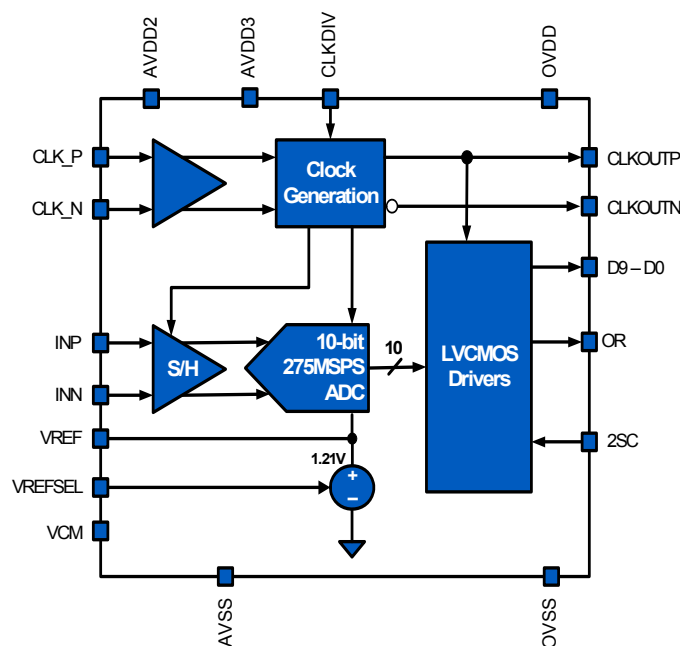 AVDD2
AVDD3
CLKDIV
OVDD
CLK_P
CLK_N
Clock
Generation
CLKOUTP
CLKOUTN
D9 – D0
INP
INN
S/H
10-bit
275MSPS
ADC
10
LVCMOS
Drivers
OR
VREF
1.21V
+
–
2SC
VREFSEL
VCM
AVSS
OVSS